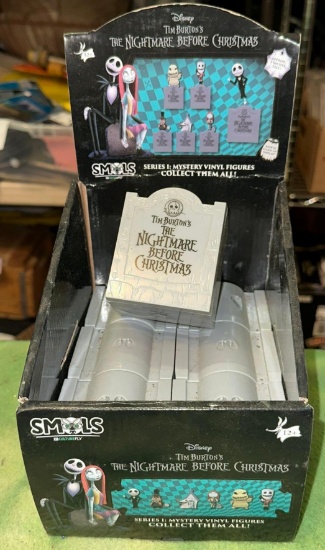 Disney
TIM BURTON'S
THE NIGHTMARE BEFORE CHRISTMAS
SMOLS
SERIES 1: MYSTERY VINYL FIGURES
COLLECT THEM ALL!
TIM BURTON'S
THE
NIGHTMARE
BEFORE
CHRISTMAS
SMOLS
Disney
TIM BURTON'S
THE NIGHTMARE BEFORE CHRISTMAS
SERIES 1: MYSTERY VINYL FIGURES
COLLECT THEM ALL!